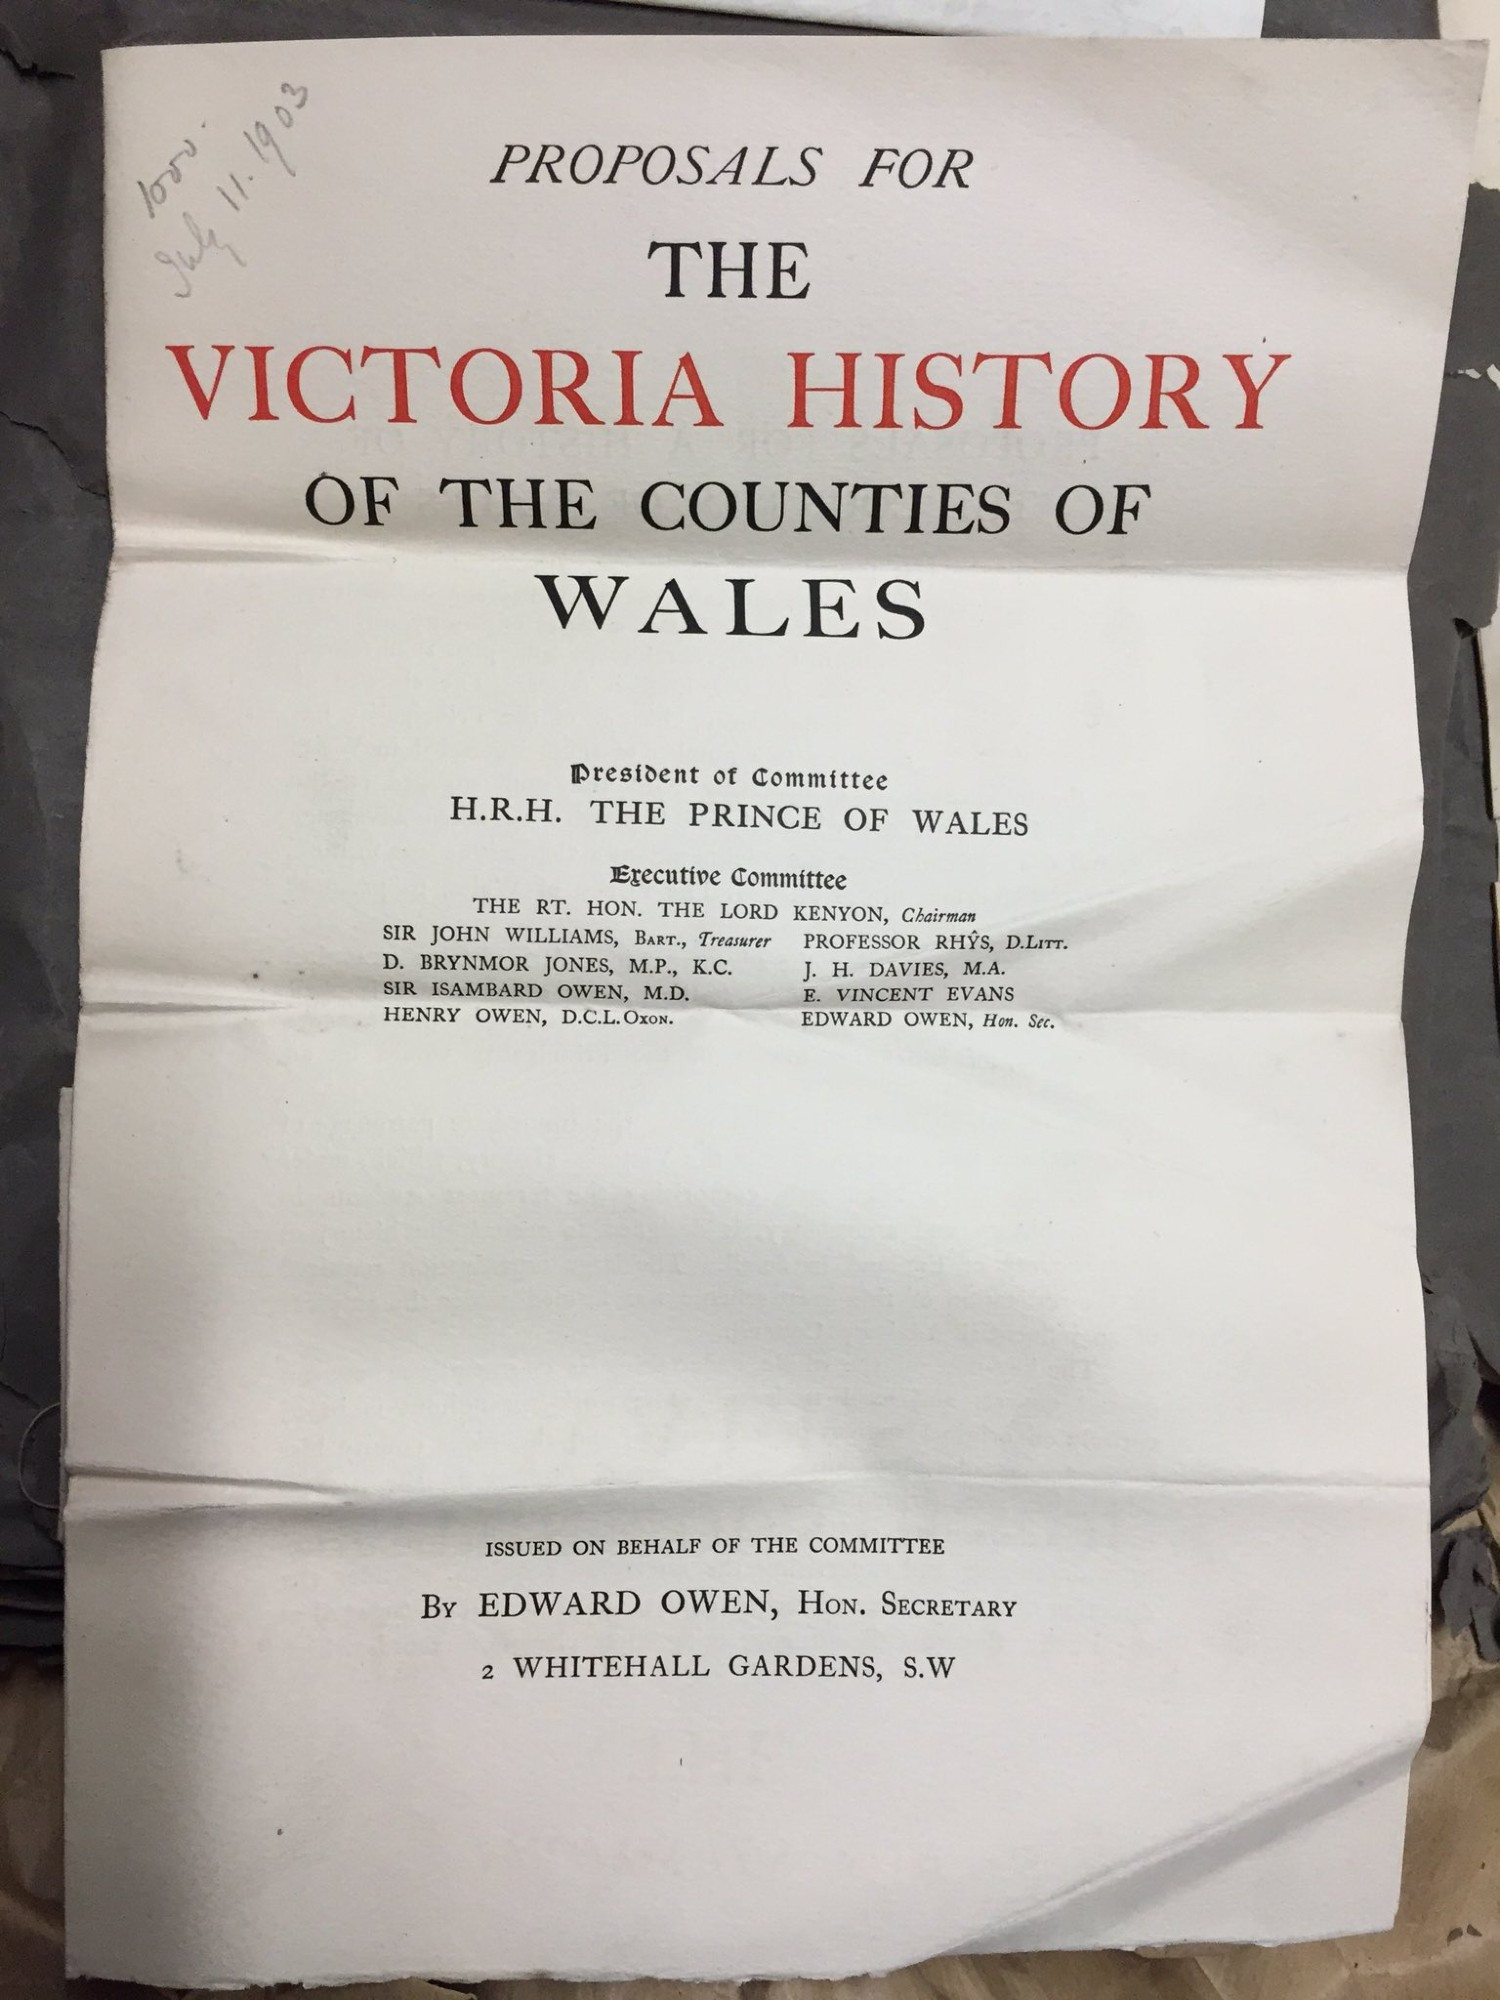 1000.
July 11. 1903
PROPOSALS FOR
THE
VICTORIA HISTORY
OF THE COUNTIES OF
WALES
President of Committee
H.R.H. THE PRINCE OF WALES
Executive Committee
THE RT. HON. THE LORD KENYON, Chairman
SIR JOHN WILLIAMS, BART., Treasurer
D. BRYNMOR JONES, M.P., K.C.
SIR ISAMBARD OWEN, M.D.
HENRY OWEN, D.C.L. OXON.
PROFESSOR RHŶS, D.LITT.
J. H. DAVIES, M.A.
E. VINCENT EVANS
EDWARD OWEN, Hon. Sec.
ISSUED ON BEHALF OF THE COMMITTEE
BY EDWARD OWEN, HON. SECRETARY
2 WHITEHALL GARDENS, S.W